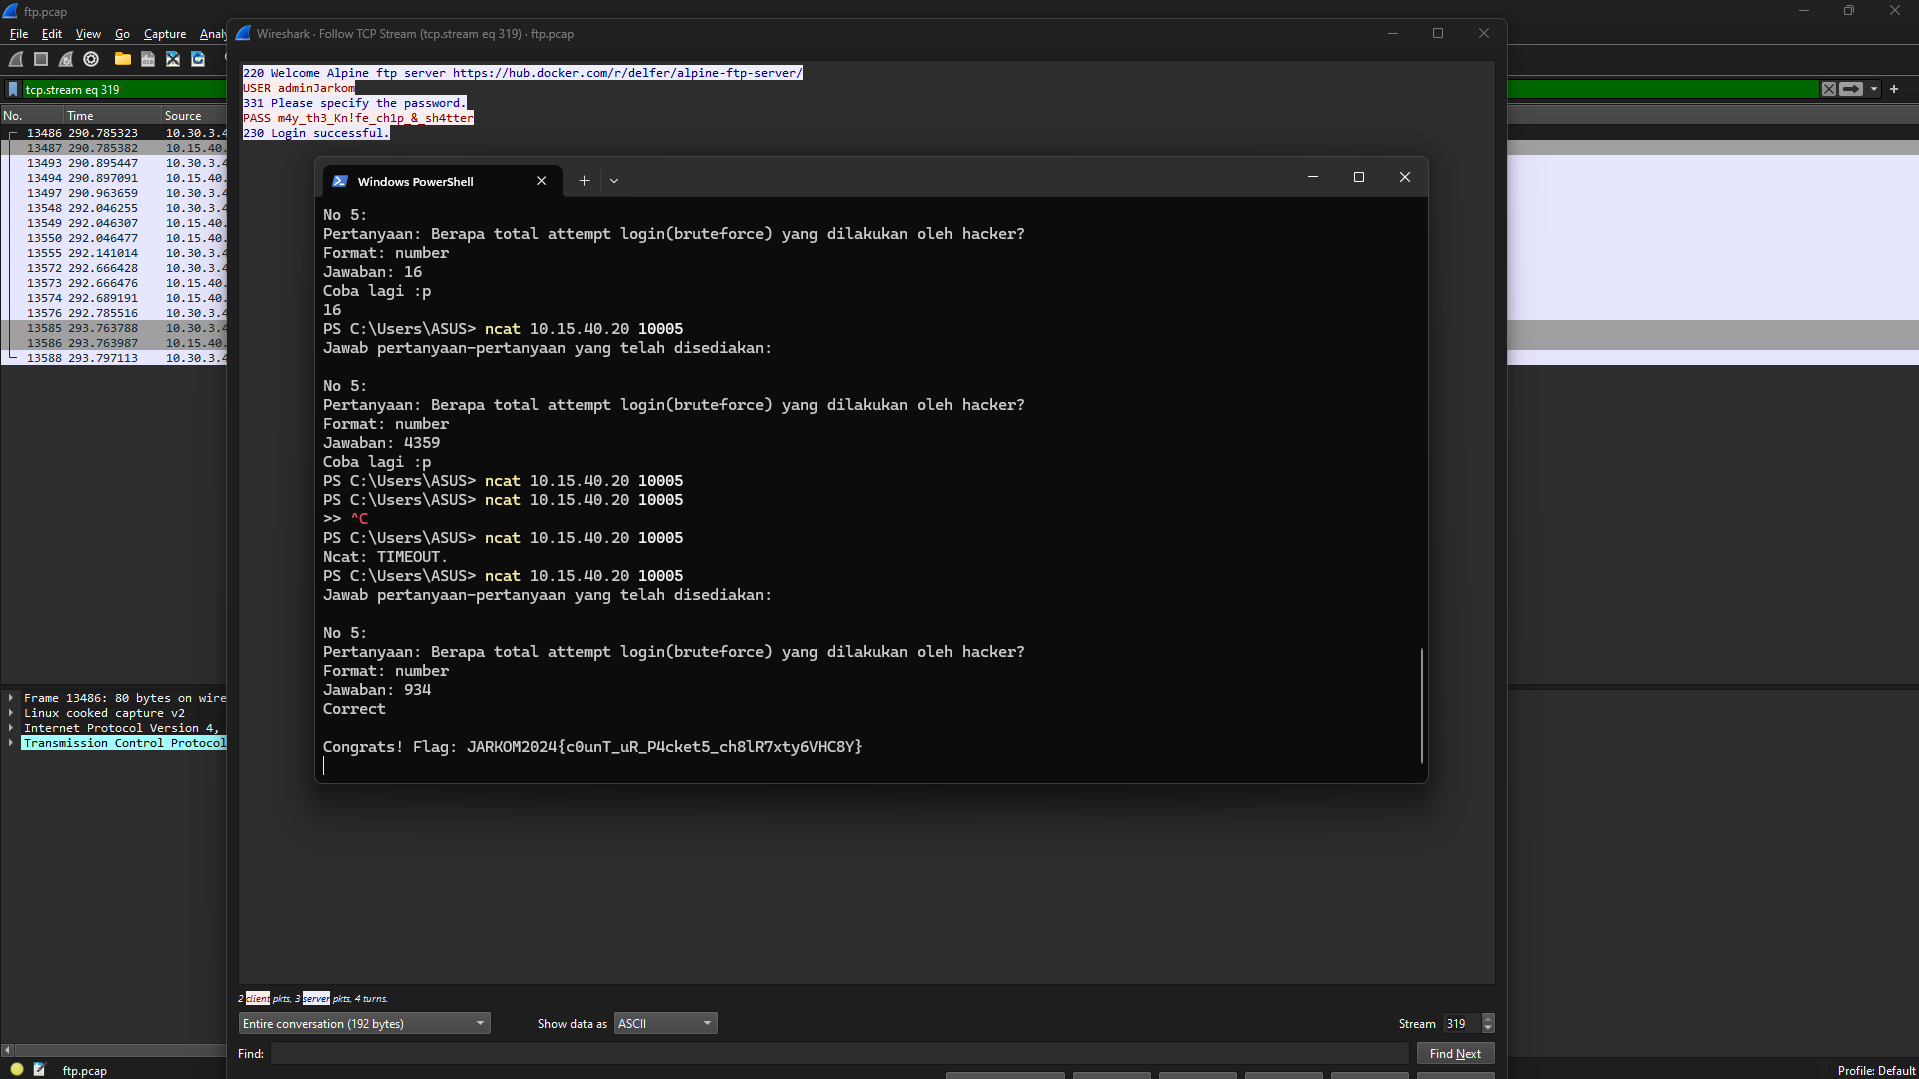 ftp.pcap
File Edit View Go Capture Analy
tcp.stream eq 319
No. Time Source
13486 290.785323 10.30.3.4
13487 290.785382 10.15.40.
13493 290.895447 10.30.3.4
13494 290.897091 10.15.40.
13497 290.963659 10.30.3.4
13548 292.046255 10.30.3.4
13549 292.046307 10.15.40.
13550 292.046477 10.15.40.
13555 292.141014 10.30.3.4
13572 292.666428 10.30.3.4
13573 292.666476 10.15.40.
13574 292.689191 10.15.40.
13576 292.785516 10.30.3.4
13585 293.763788 10.30.3.4
13586 293.763987 10.15.40.
13588 293.797113 10.30.3.4
Frame 13486: 80 bytes on wire
Linux cooked capture v2
Internet Protocol Version 4,
Transmission Control Protocol
Wireshark · Follow TCP Stream (tcp.stream eq 319) · ftp.pcap
220 Welcome Alpine ftp server https://hub.docker.com/r/delfer/alpine-ftp-server/
USER adminJarkom
331 Please specify the password.
PASS m4y_th3_Kn!fe_ch1p_&_sh4tter
230 Login successful.
Windows PowerShell
No 5:
Pertanyaan: Berapa total attempt login(bruteforce) yang dilakukan oleh hacker?
Format: number
Jawaban: 16
Coba lagi :p
16
PS C:\Users\ASUS> ncat 10.15.40.20 10005
Jawab pertanyaan-pertanyaan yang telah disediakan:
No 5:
Pertanyaan: Berapa total attempt login(bruteforce) yang dilakukan oleh hacker?
Format: number
Jawaban: 4359
Coba lagi :p
PS C:\Users\ASUS> ncat 10.15.40.20 10005
PS C:\Users\ASUS> ncat 10.15.40.20 10005
>> ^C
PS C:\Users\ASUS> ncat 10.15.40.20 10005
Ncat: TIMEOUT.
PS C:\Users\ASUS> ncat 10.15.40.20 10005
Jawab pertanyaan-pertanyaan yang telah disediakan:
No 5:
Pertanyaan: Berapa total attempt login(bruteforce) yang dilakukan oleh hacker?
Format: number
Jawaban: 934
Correct
Congrats! Flag: JARKOM2024{c0unT_uR_P4cket5_ch8lR7xty6VHC8Y}
2 client pkts, 3 server pkts, 4 turns.
Entire conversation (192 bytes) Show data as ASCII Stream 319
Find: Find Next
ftp.pcap Profile: Default